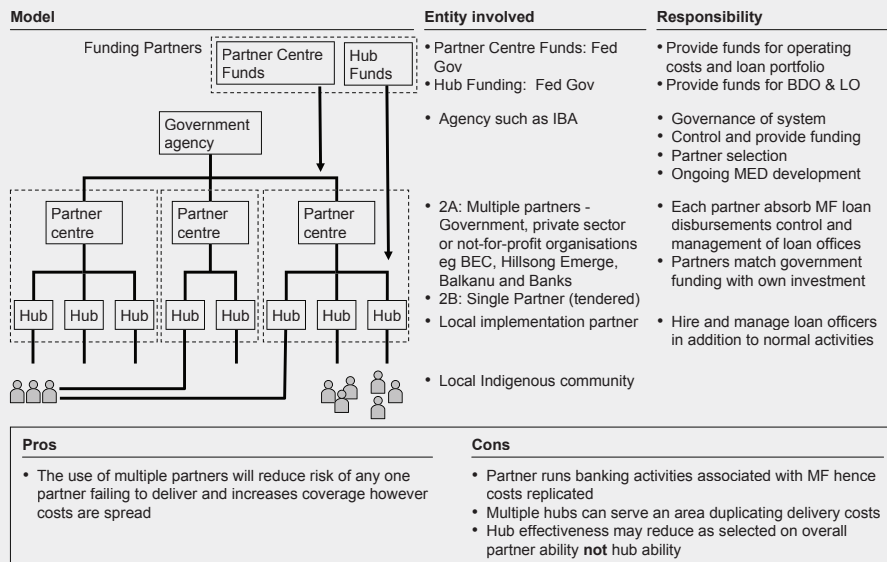 Model
Entity involved
Responsibility
Funding Partners
Partner Centre
Funds
Hub
Funds
• Partner Centre Funds: Fed
Gov
• Hub Funding: Fed Gov
• Provide funds for operating
costs and loan portfolio
• Provide funds for BDO & LO
Government
agency
• Agency such as IBA
• Governance of system
• Control and provide funding
• Partner selection
• Ongoing MED development
Partner
centre
Partner
centre
Partner
centre
• 2A: Multiple partners -
Government, private sector
or not-for-profit organisations
eg BEC, Hillsong Emerge,
Balkanu and Banks
• 2B: Single Partner (tendered)
• Each partner absorb MF loan
disbursements control and
management of loan offices
• Partners match government
funding with own investment
Hub
Hub
Hub
Hub
Hub
Hub
Hub
Hub
• Local implementation partner
• Hire and manage loan officers
in addition to normal activities
• Local Indigenous community
Pros
• The use of multiple partners will reduce risk of any one
partner failing to deliver and increases coverage however
costs are spread
Cons
• Partner runs banking activities associated with MF hence
costs replicated
• Multiple hubs can serve an area duplicating delivery costs
• Hub effectiveness may reduce as selected on overall
partner ability not hub ability